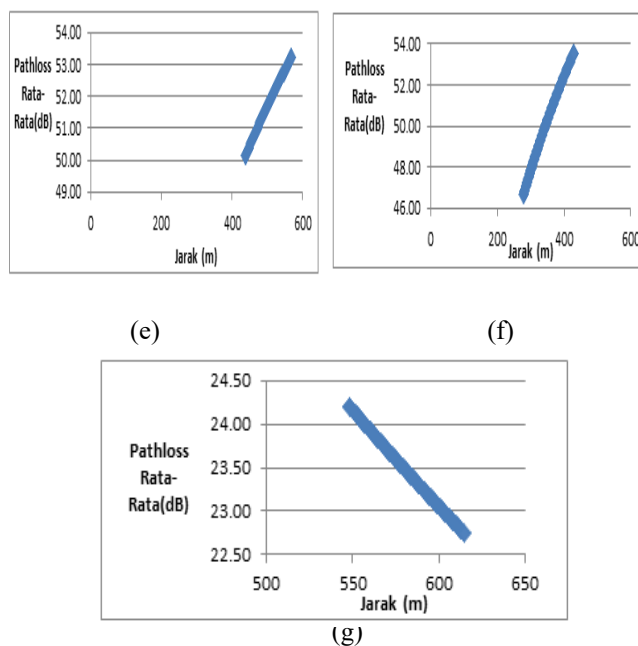 54.00
53.00
52.00
51.00
50.00
49.00
Pathloss
Rata-
Rata(dB)
0 200 400 600
Jarak (m)
54.00
52.00
50.00
48.00
46.00
Pathloss
Rata-
Rata(dB)
0 200 400 600
Jarak (m)
(e) (f)
24.50
24.00
23.50
23.00
22.50
Pathloss
Rata-
Rata(dB)
500 550 600 650
Jarak (m)
(g)